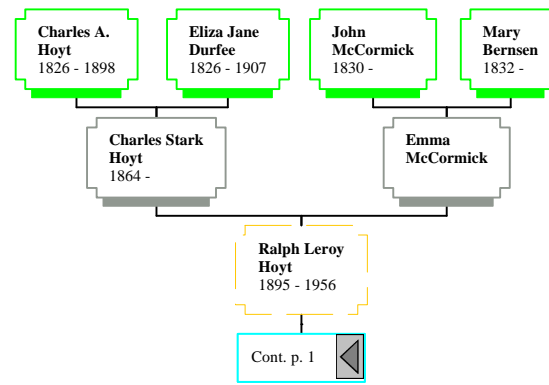 Charles A.
Hoyt
1826 - 1898
Eliza Jane
Durfee
1826 - 1907
John
McCormick
1830 -
Mary
Bernsen
1832 -
Charles Stark
Hoyt
1864 -
Emma
McCormick
Ralph Leroy
Hoyt
1895 - 1956
Cont. p. 1